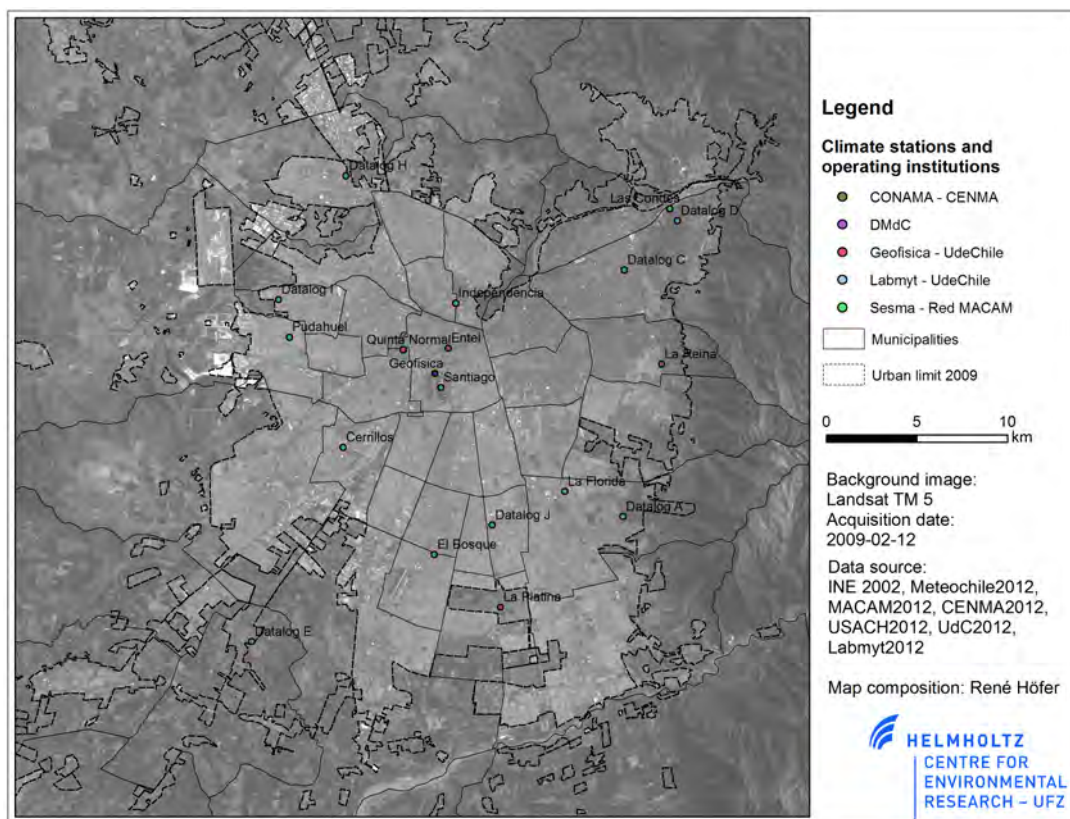 Datalog H
Las Condes
Datalog D
Datalog C
Datalog I
Independencia
Pudahuel
Quinta Normal
Entel
Geofisica
La Reina
Santiago
Cerrillos
La Florida
Datalog A
Datalog J
El Bosque
La Platina
Datalog E
Legend
Climate stations and
operating institutions
CONAMA - CENMA
DMdC
Geofisica - UdeChile
Labmyt - UdeChile
Sesma - Red MACAM
Municipalities
Urban limit 2009
0 5 10
km
Background image:
Landsat TM 5
Acquisition date:
2009-02-12
Data source:
INE 2002, Meteochile2012,
MACAM2012, CENMA2012,
USACH2012, UdC2012,
Labmyt2012
Map composition: René Höfer
HELMHOLTZ
CENTRE FOR
ENVIRONMENTAL
RESEARCH – UFZ